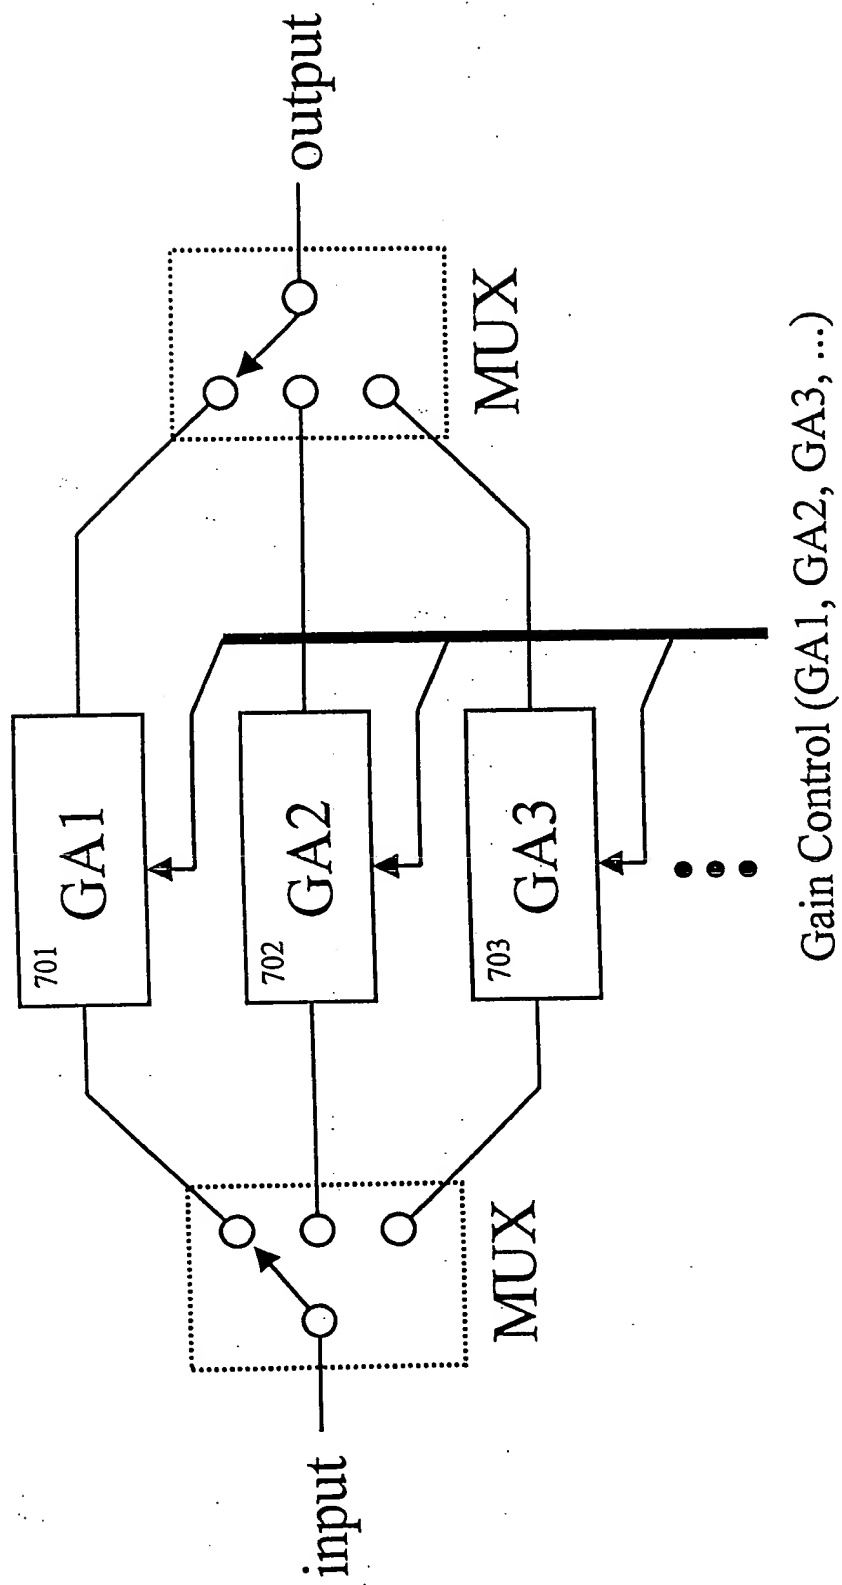 701
GA1
702
GA2
703
GA3
input
output
MUX
MUX
Gain Control (GA1, GA2, GA3, ...)